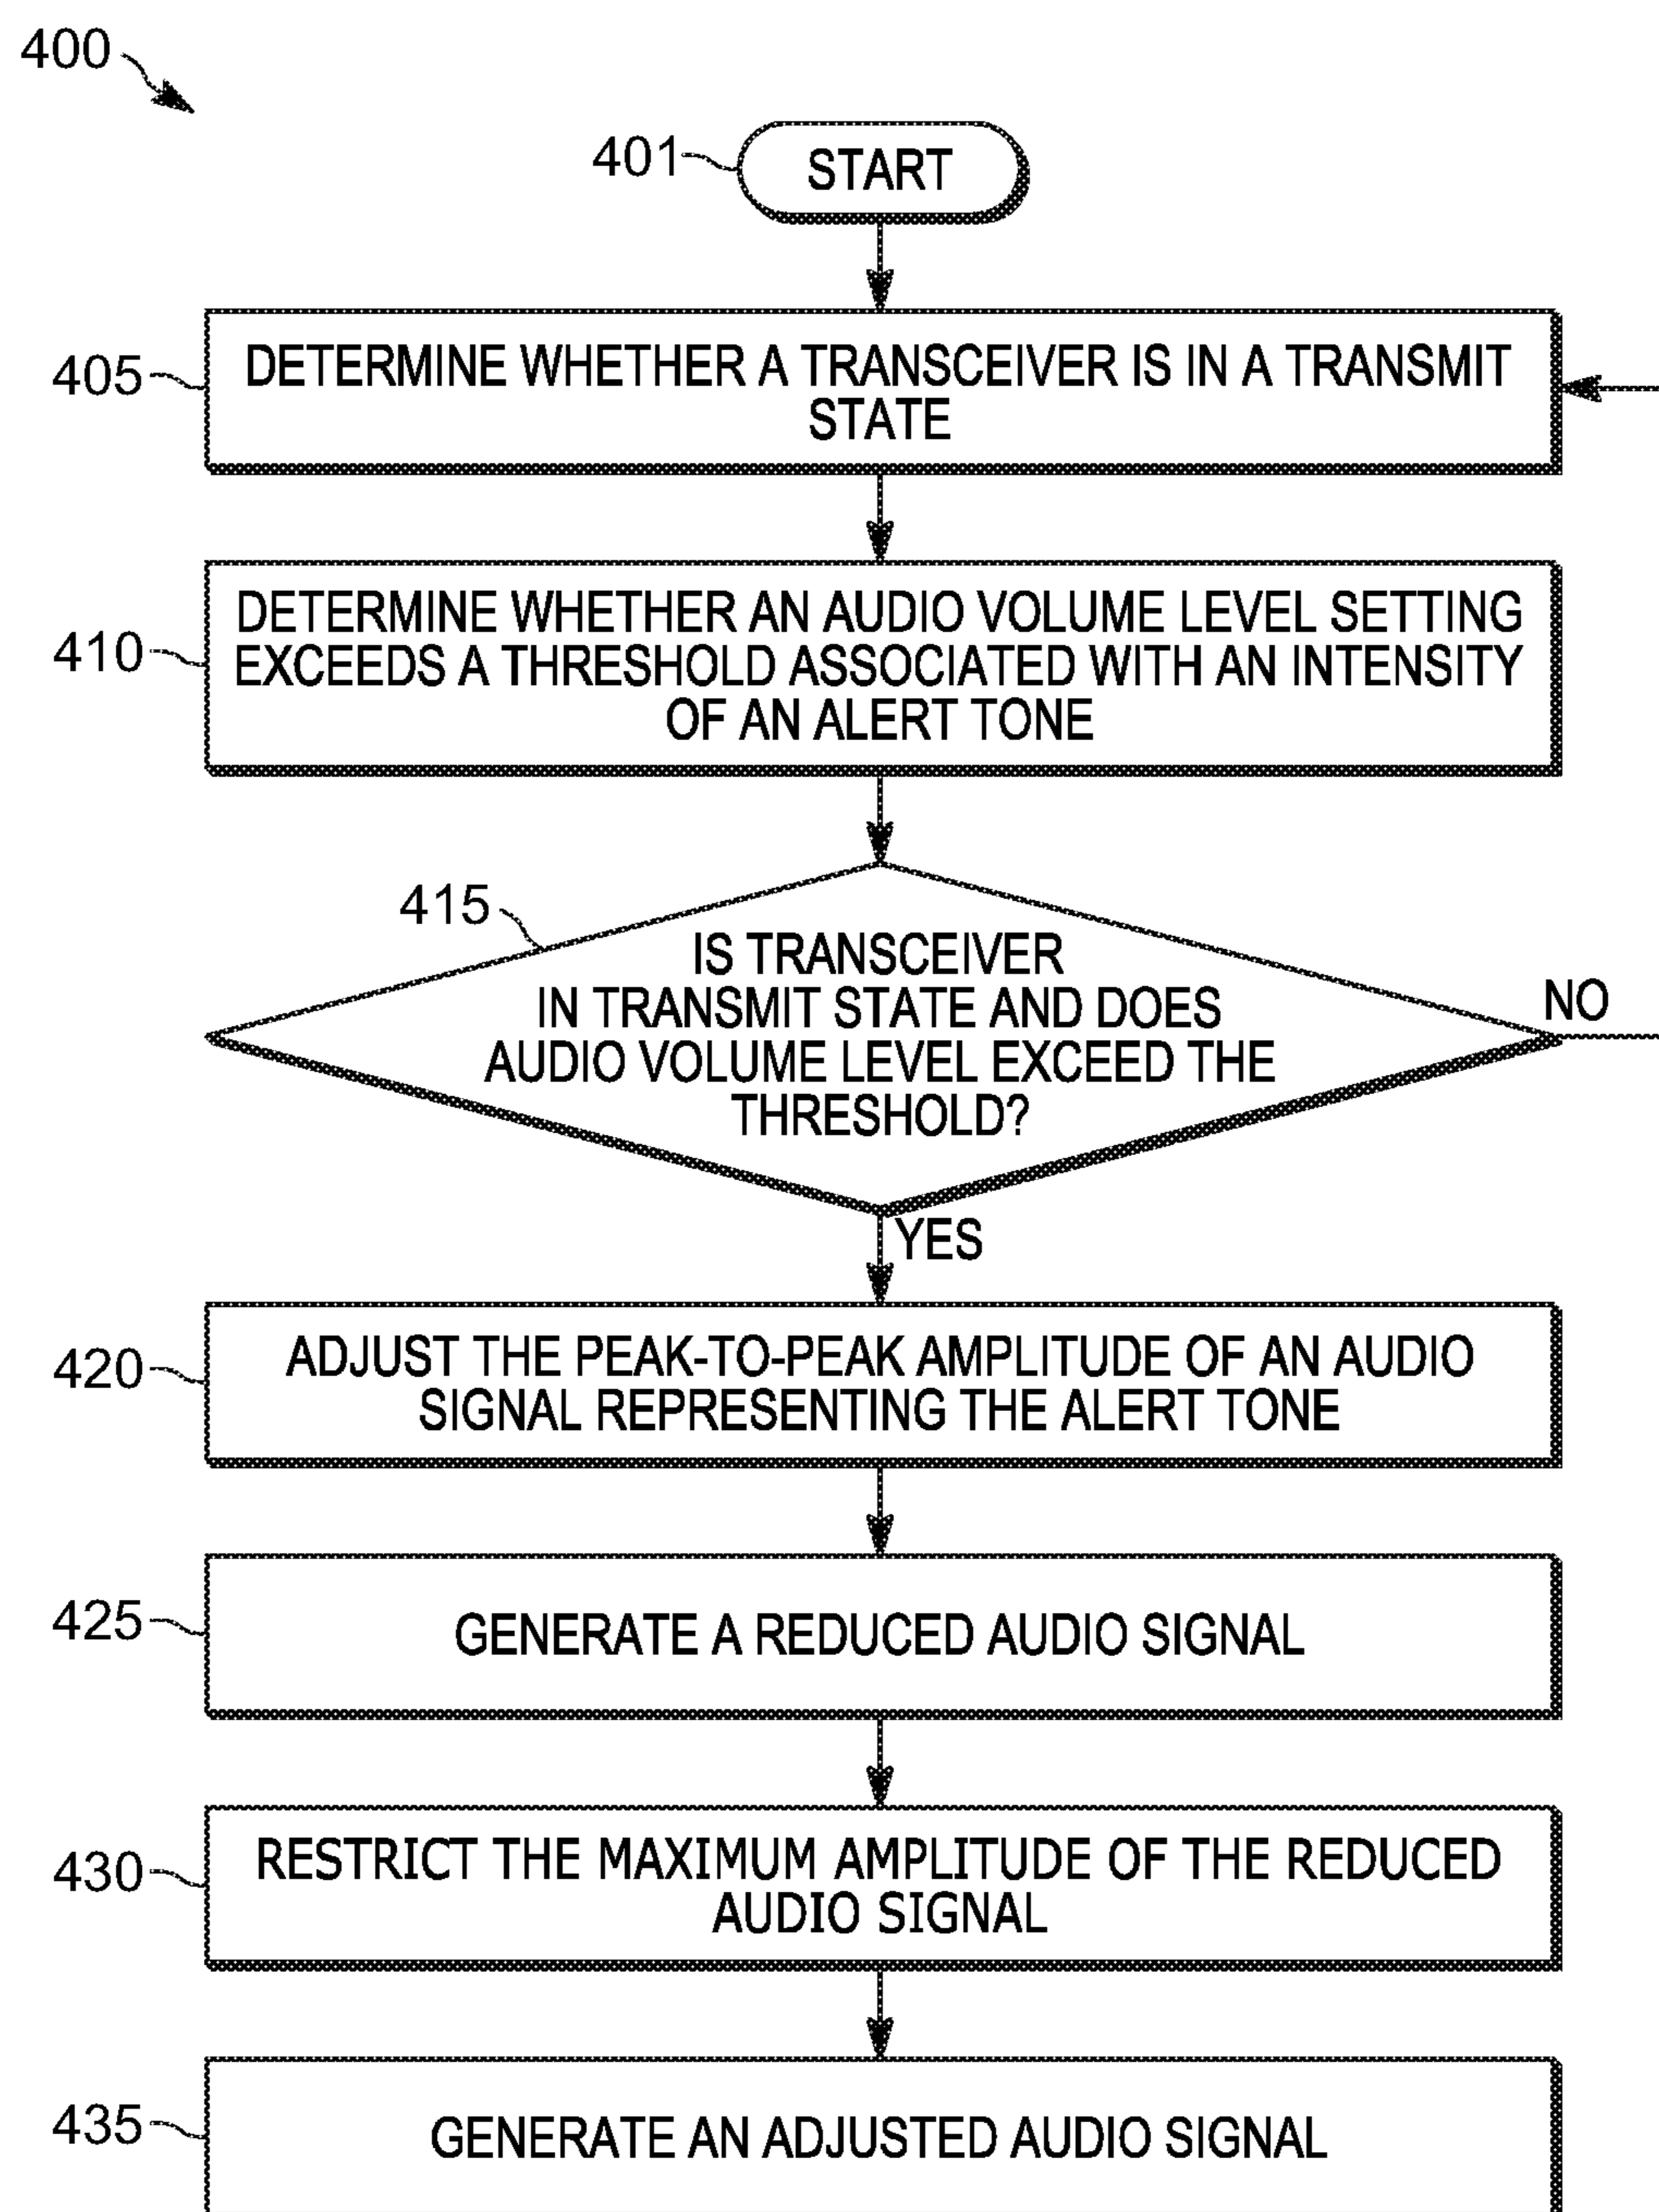 400
401
START
405
DETERMINE WHETHER A TRANSCEIVER IS IN A TRANSMIT
STATE
410
DETERMINE WHETHER AN AUDIO VOLUME LEVEL SETTING
EXCEEDS A THRESHOLD ASSOCIATED WITH AN INTENSITY
OF AN ALERT TONE
415
IS TRANSCEIVER
IN TRANSMIT STATE AND DOES
AUDIO VOLUME LEVEL EXCEED THE
THRESHOLD?
NO
YES
420
ADJUST THE PEAK-TO-PEAK AMPLITUDE OF AN AUDIO
SIGNAL REPRESENTING THE ALERT TONE
425
GENERATE A REDUCED AUDIO SIGNAL
430
RESTRICT THE MAXIMUM AMPLITUDE OF THE REDUCED
AUDIO SIGNAL
435
GENERATE AN ADJUSTED AUDIO SIGNAL